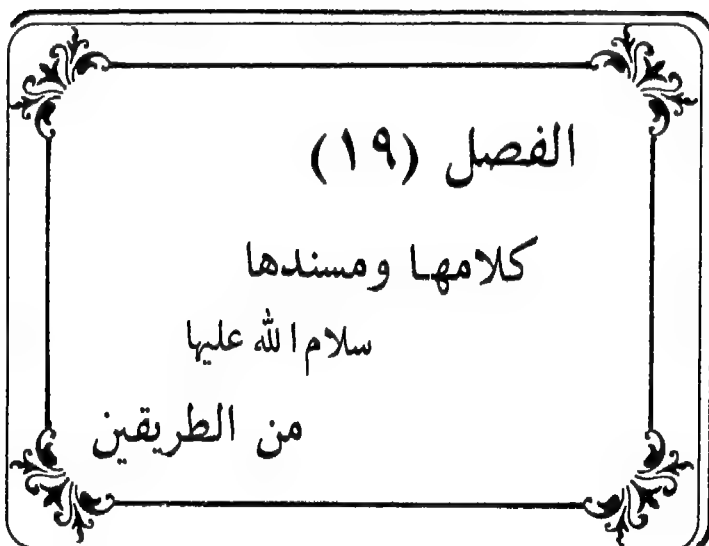 الفصل (١٩)
كلامها ومسندها
سلام الله عليها
من الطريقين